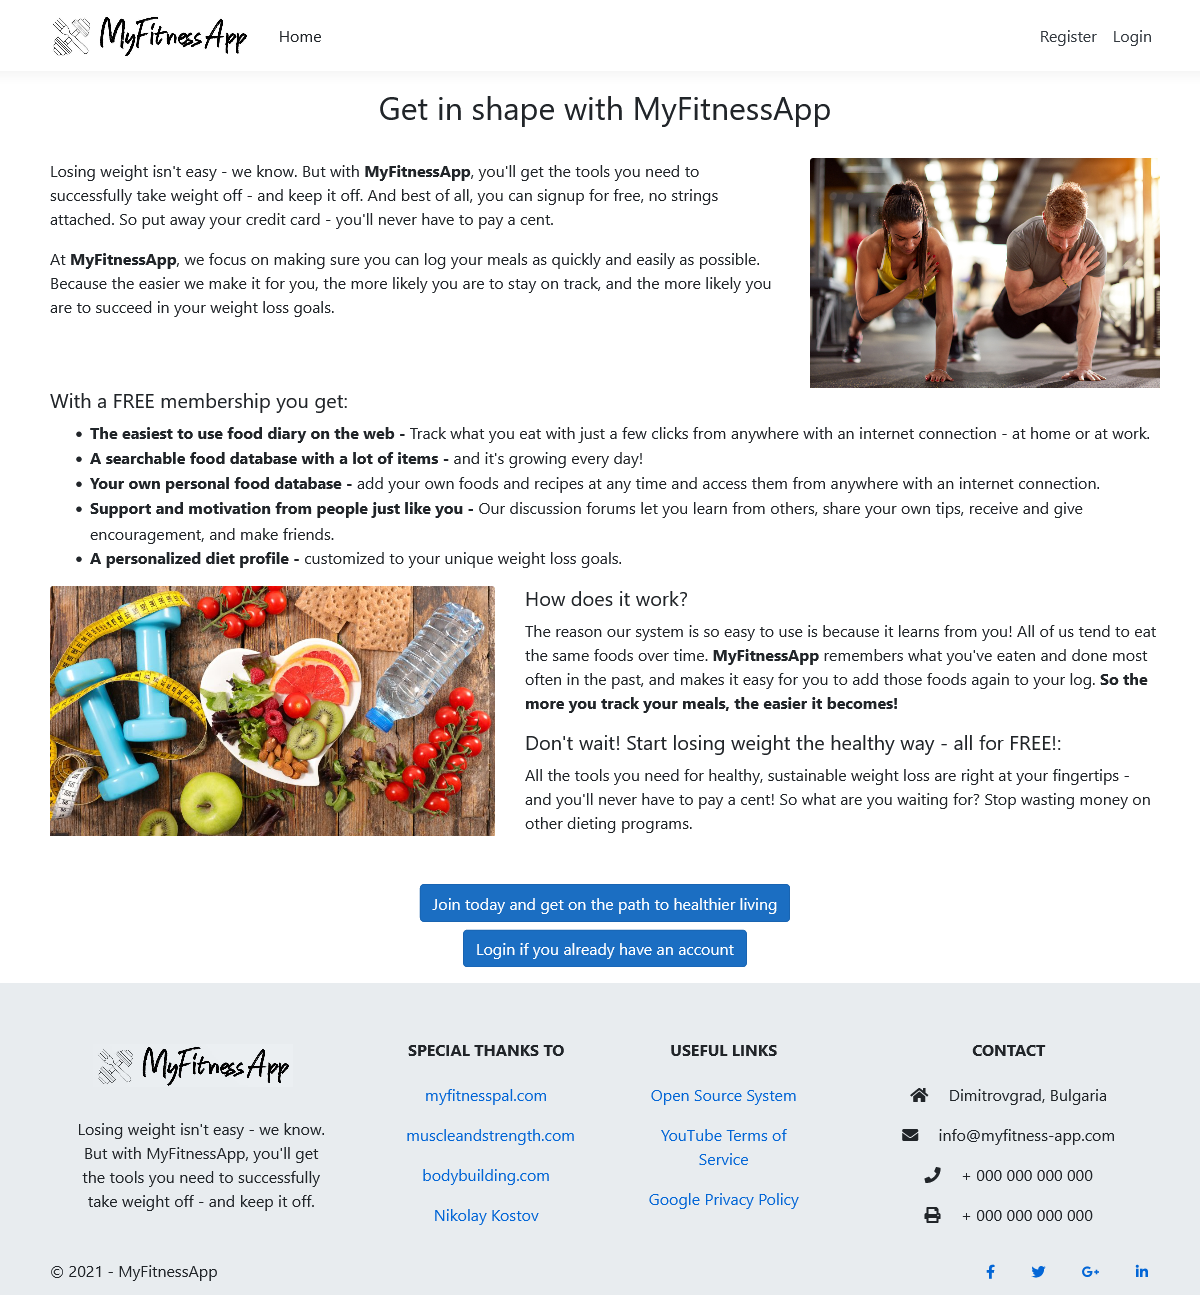 MyFitnessApp Home Register Login
Get in shape with MyFitnessApp
Losing weight isn't easy - we know. But with MyFitnessApp, you'll get the tools you need to
successfully take weight off - and keep it off. And best of all, you can signup for free, no strings
attached. So put away your credit card - you'll never have to pay a cent.
At MyFitnessApp, we focus on making sure you can log your meals as quickly and easily as possible.
Because the easier we make it for you, the more likely you are to stay on track, and the more likely you
are to succeed in your weight loss goals.
With a FREE membership you get:
• The easiest to use food diary on the web - Track what you eat with just a few clicks from anywhere with an internet connection - at home or at work.
• A searchable food database with a lot of items - and it's growing every day!
• Your own personal food database - add your own foods and recipes at any time and access them from anywhere with an internet connection.
• Support and motivation from people just like you - Our discussion forums let you learn from others, share your own tips, receive and give
encouragement, and make friends.
• A personalized diet profile - customized to your unique weight loss goals.
How does it work?
The reason our system is so easy to use is because it learns from you! All of us tend to eat
the same foods over time. MyFitnessApp remembers what you've eaten and done most
often in the past, and makes it easy for you to add those foods again to your log. So the
more you track your meals, the easier it becomes!
Don't wait! Start losing weight the healthy way - all for FREE!:
All the tools you need for healthy, sustainable weight loss are right at your fingertips -
and you'll never have to pay a cent! So what are you waiting for? Stop wasting money on
other dieting programs.
Join today and get on the path to healthier living
Login if you already have an account
MyFitnessApp
Losing weight isn't easy - we know.
But with MyFitnessApp, you'll get
the tools you need to successfully
take weight off - and keep it off.
SPECIAL THANKS TO
myfitnesspal.com
muscleandstrength.com
bodybuilding.com
Nikolay Kostov
USEFUL LINKS
Open Source System
YouTube Terms of
Service
Google Privacy Policy
CONTACT
Dimitrovgrad, Bulgaria
info@myfitness-app.com
+ 000 000 000 000
+ 000 000 000 000
© 2021 - MyFitnessApp